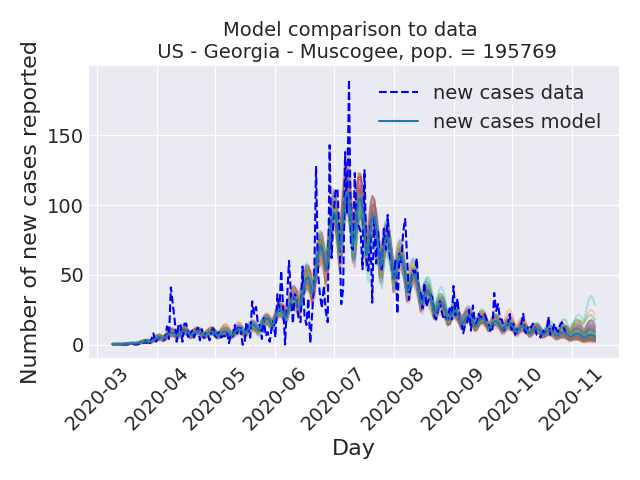 Model comparison to data
US - Georgia - Muscogee, pop. = 195769
Number of new cases reported
new cases data
new cases model
150
100
50
0
2020-03
2020-04
2020-05
2020-06
2020-07
2020-08
2020-09
2020-10
2020-11
Day